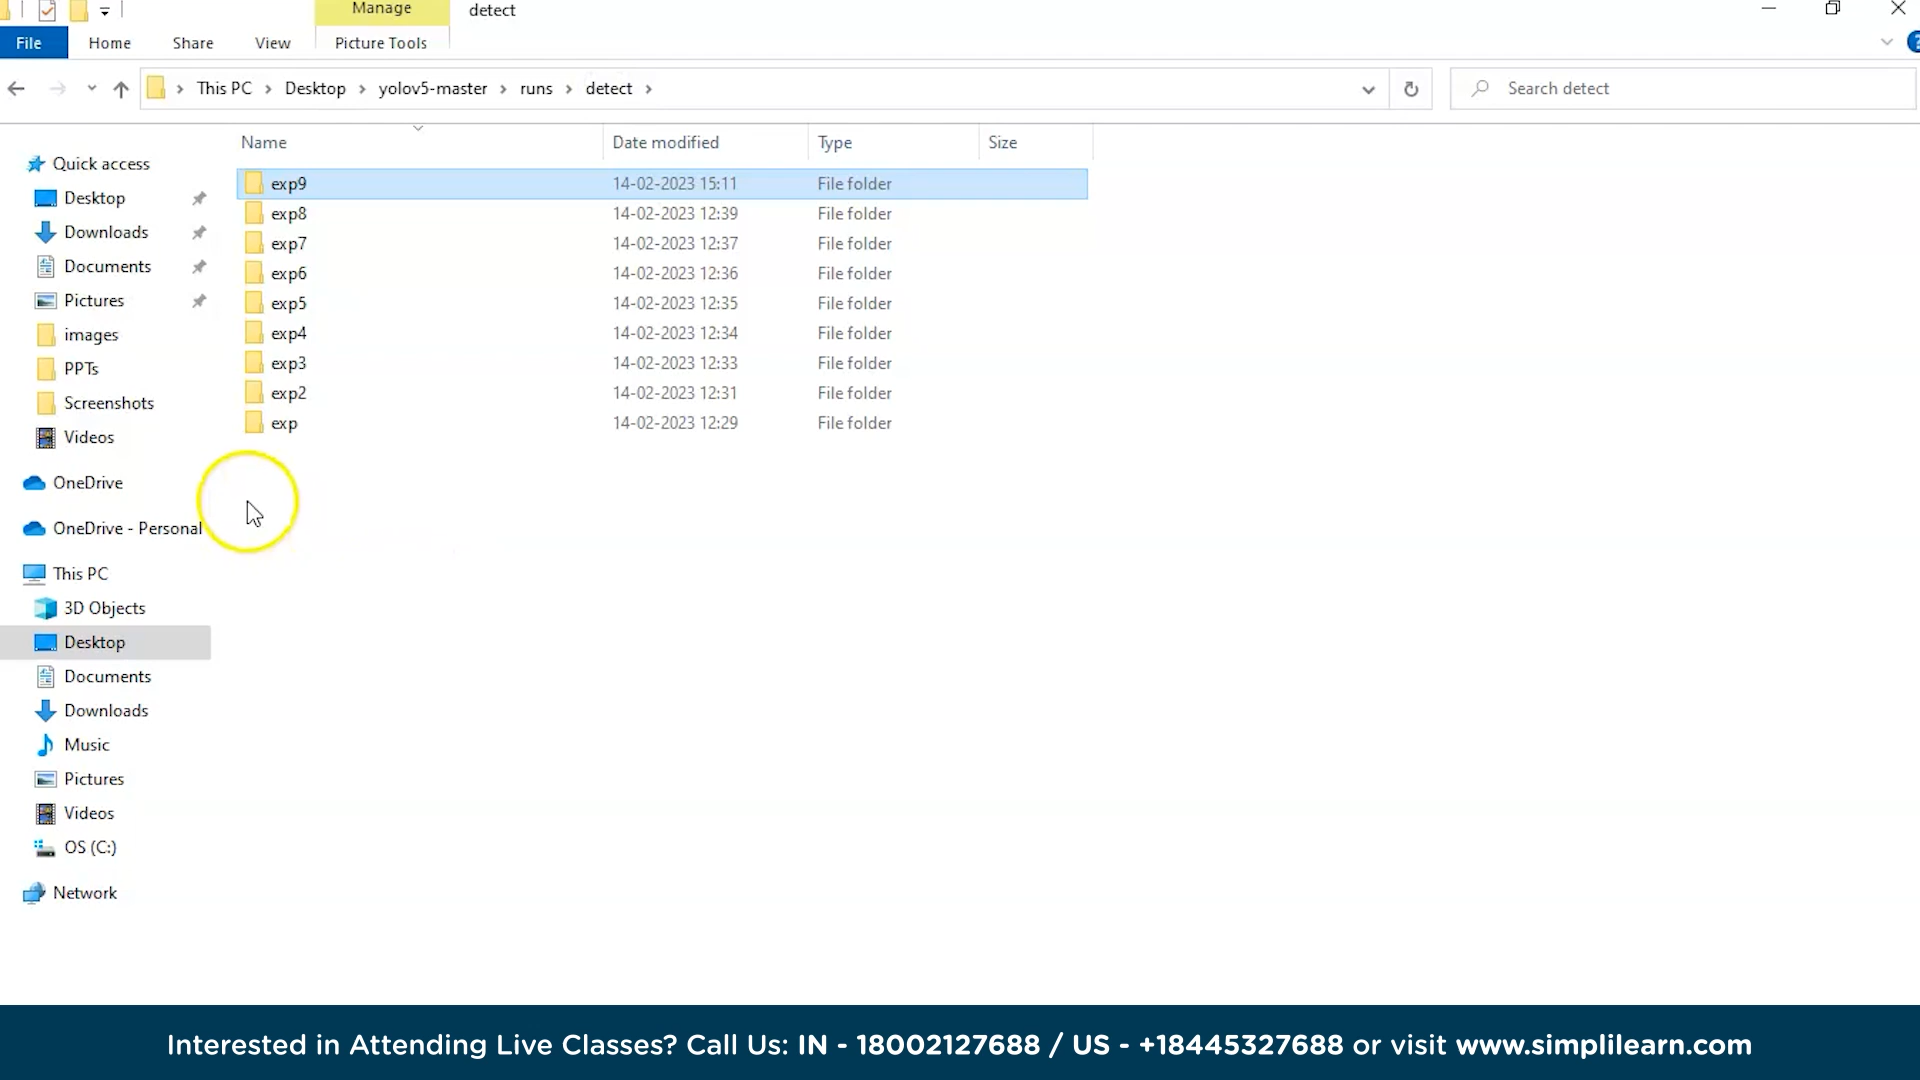 Manage
detect
File
Home
Share
View
Picture Tools
This PC
Desktop
yolov5-master
runs
detect
Search detect
Name
Date modified
Type
Size
Quick access
Desktop
Downloads
Documents
Pictures
images
PPTs
Screenshots
Videos
OneDrive
OneDrive - Personal
This PC
3D Objects
Desktop
Documents
Downloads
Music
Pictures
Videos
OS (C:)
Network
exp9 14-02-2023 15:11 File folder
exp8 14-02-2023 12:39 File folder
exp7 14-02-2023 12:37 File folder
exp6 14-02-2023 12:36 File folder
exp5 14-02-2023 12:35 File folder
exp4 14-02-2023 12:34 File folder
exp3 14-02-2023 12:33 File folder
exp2 14-02-2023 12:31 File folder
exp 14-02-2023 12:29 File folder
Interested in Attending Live Classes? Call Us: IN - 18002127688 / US - +18445327688 or visit www.simplilearn.com